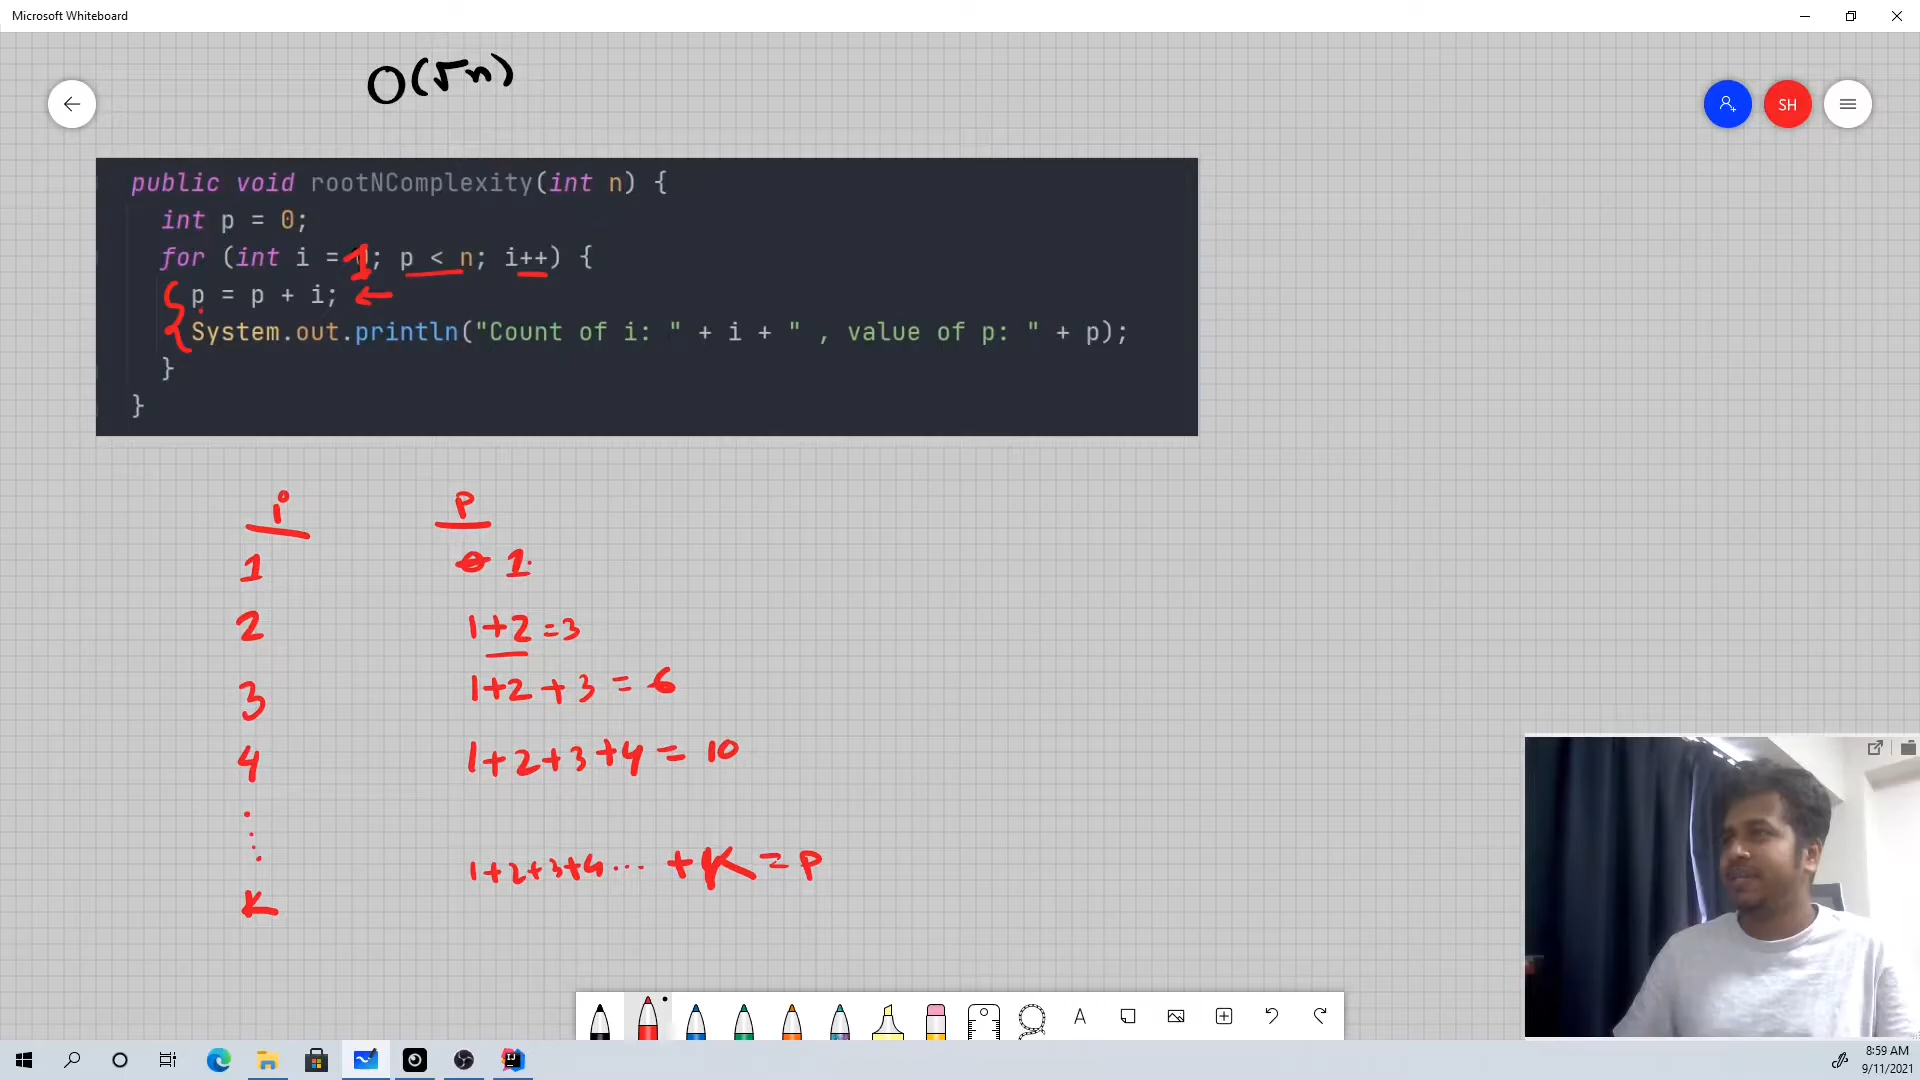 Microsoft Whiteboard
O(√n)
SH
public void rootNComplexity(int n) {
int p = 0;
for (int i = 1; p < n; i++) {
p = p + i; ←
System.out.println("Count of i: " + i + " , value of p: " + p);
}
}
i p
1 0 1
2 1+2=3
3 1+2+3=6
4 1+2+3+4=10
1+2+3+4... +K=P
K
A
8:59 AM
9/11/2021